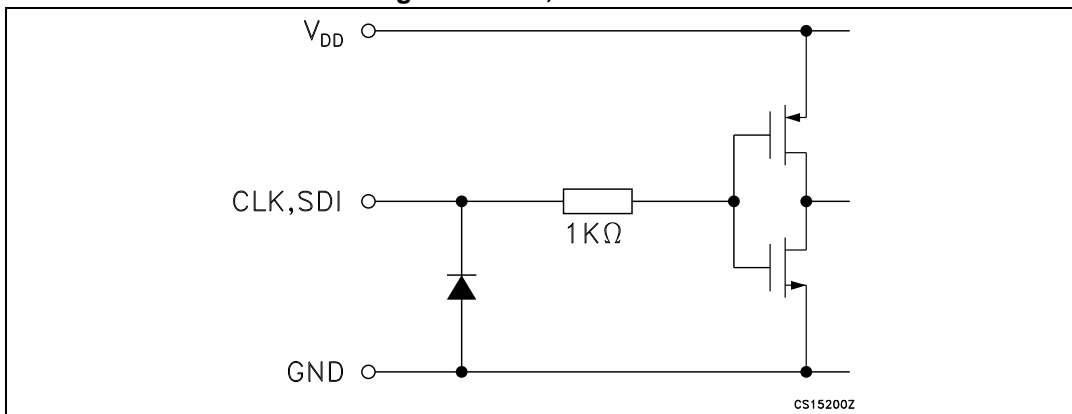 V_DD
CLK,SDI
1KΩ
GND
CS15200Z